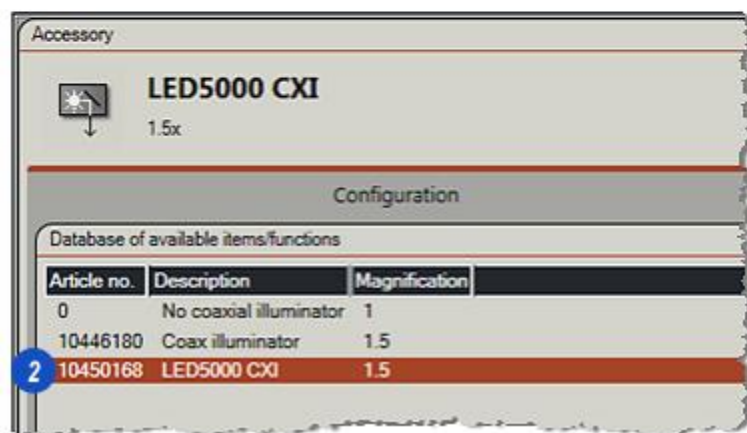 Accessory
LED5000 CXI
1.5x
Configuration
Database of available items/functions
Article no. Description Magnification
0 No coaxial illuminator 1
10446180 Coax illuminator 1.5
2 10450168 LED5000 CXI 1.5